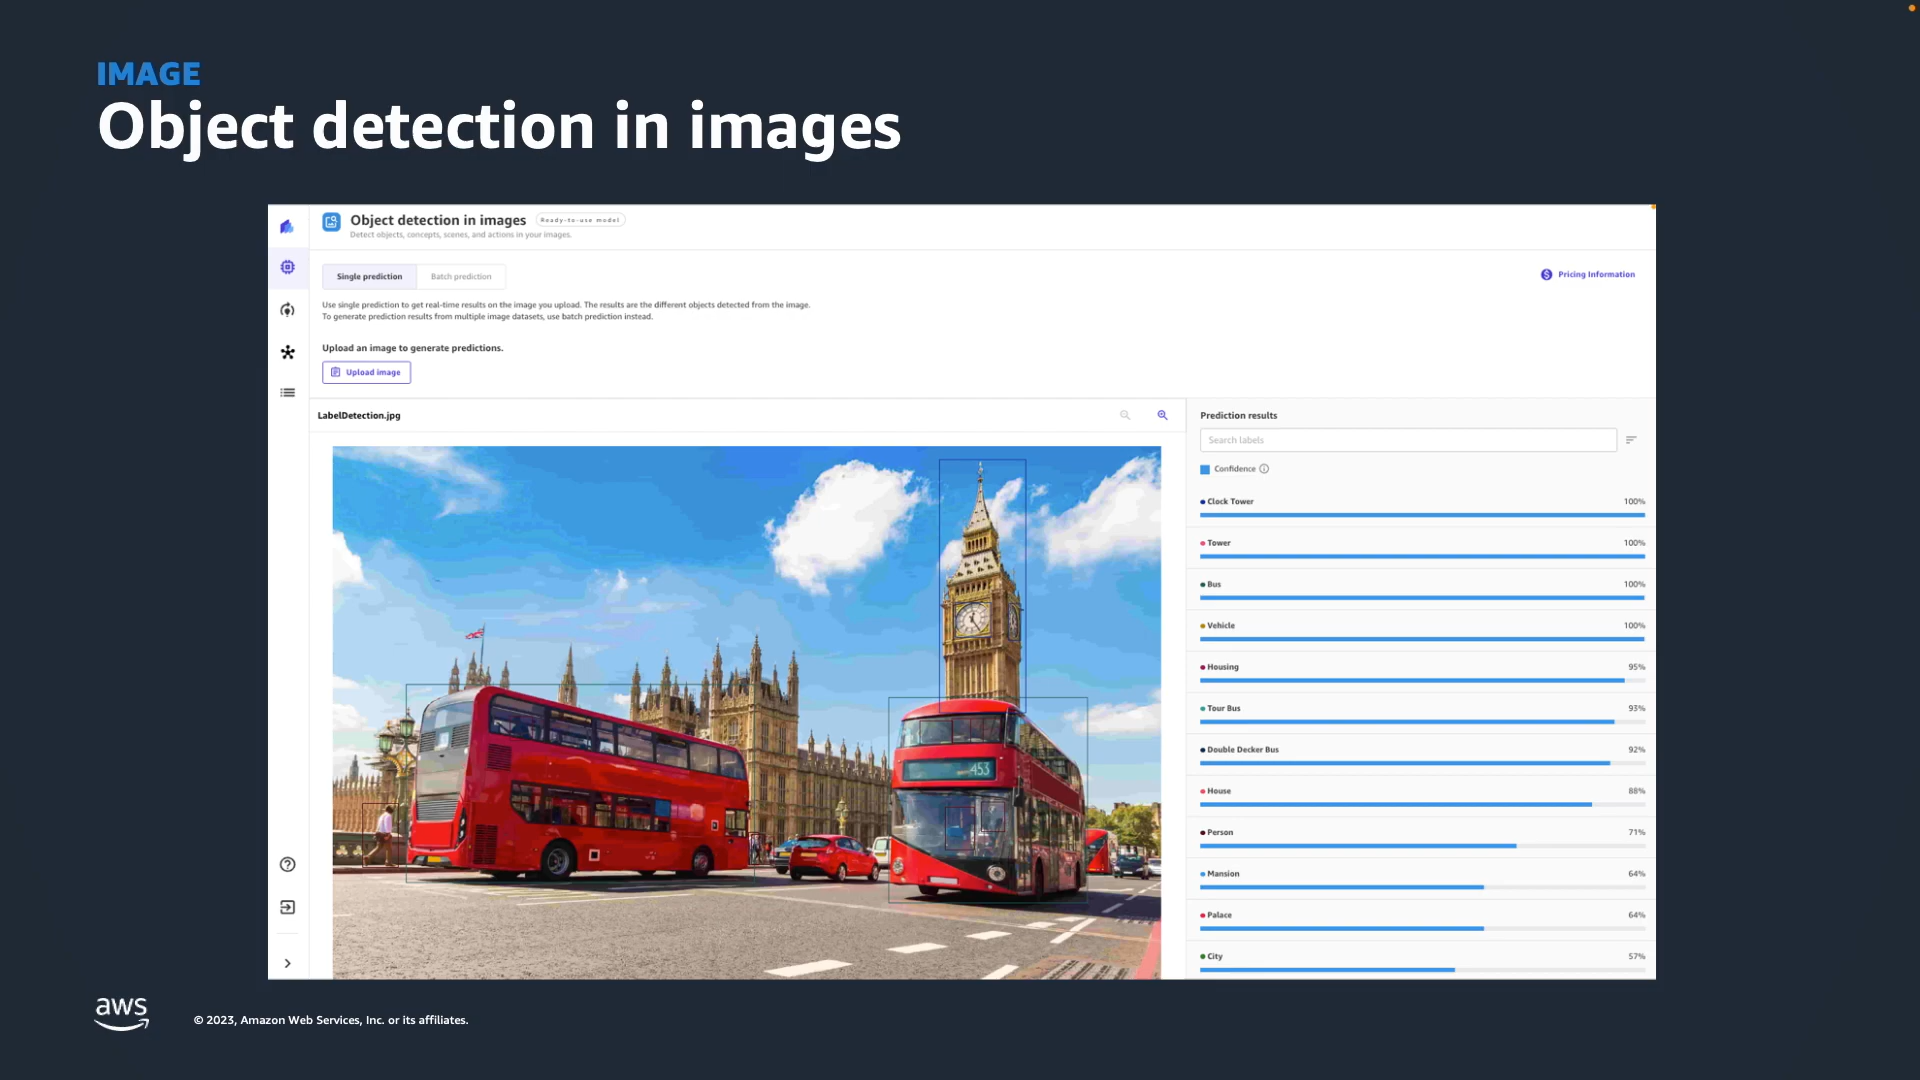 IMAGE
Object detection in images
Object detection in images
Ready-to-use model
Detect objects, concepts, scenes, and actions in your images.
Single prediction
Batch prediction
Pricing Information
Use single prediction to get real-time results on the image you upload. The results are the different objects detected from the image.
To generate prediction results from multiple image datasets, use batch prediction instead.
Upload an image to generate predictions.
Upload image
LabelDetection.jpg
453
Prediction results
Search labels
Confidence
Clock Tower 100%
Tower 100%
Bus 100%
Vehicle 100%
Housing 95%
Tour Bus 93%
Double Decker Bus 92%
House 88%
Person 71%
Mansion 64%
Palace 64%
City 57%
aws
© 2023, Amazon Web Services, Inc. or its affiliates.